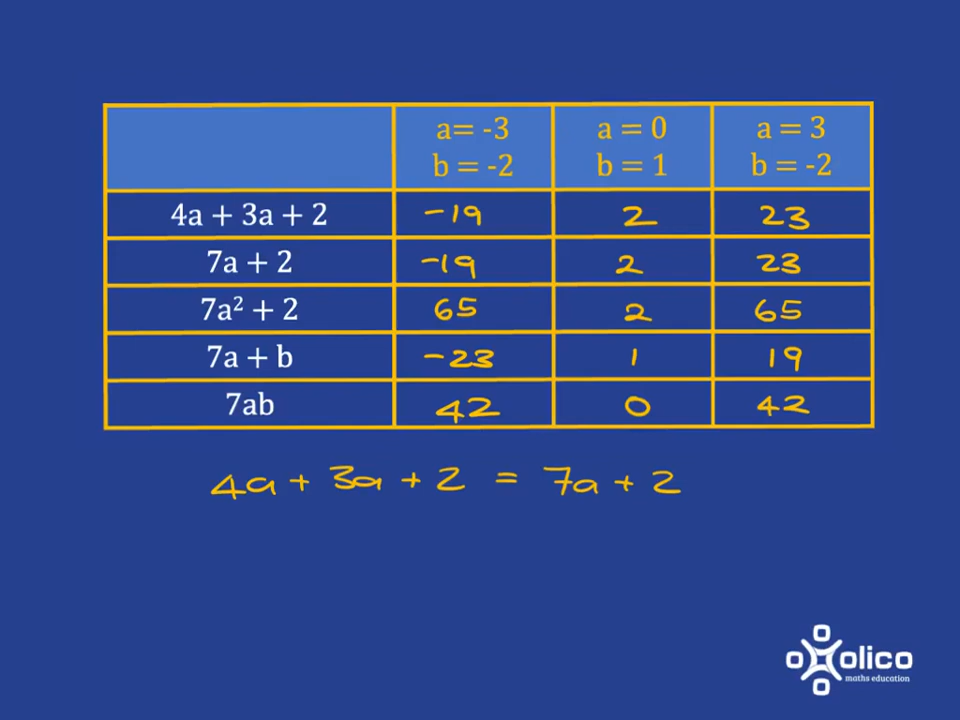 a= -3 a = 0 a = 3
b = -2 b = 1 b = -2
4a + 3a + 2 -19 2 23
7a + 2 -19 2 23
7a² + 2 65 2 65
7a + b -23 1 19
7ab 42 0 42
4a + 3a + 2 = 7a + 2
olico
maths education